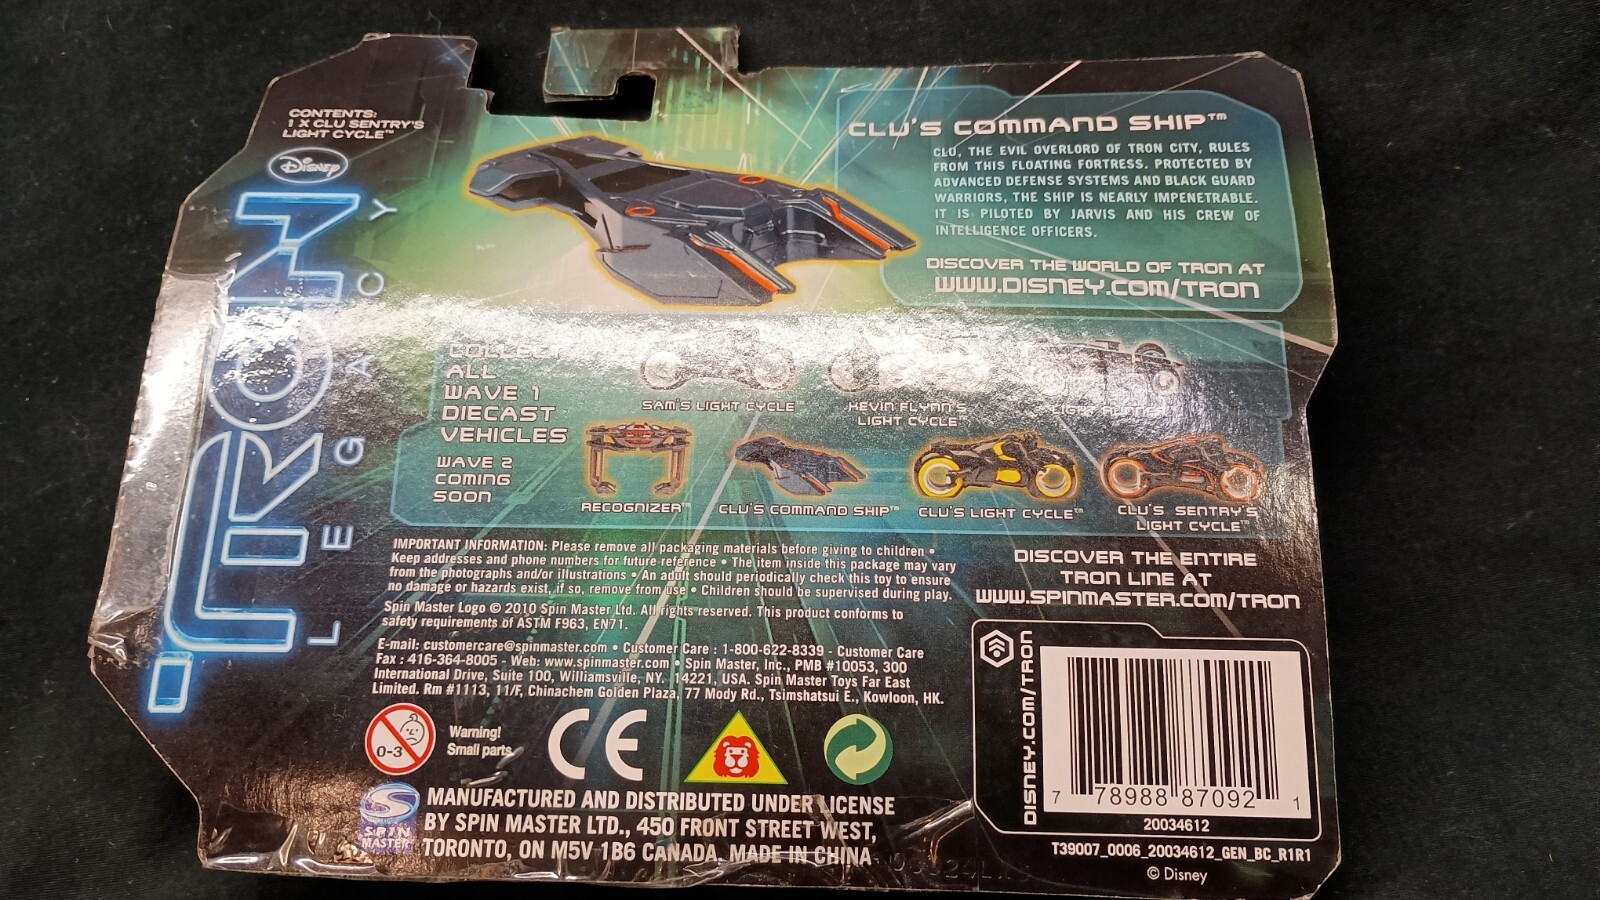 CONTENTS:
1 X CLU SENTRY'S
LIGHT CYCLE™
Disney
TRON
LEGACY
CLU'S COMMAND SHIP™
CLU, THE EVIL OVERLORD OF TRON CITY, RULES
FROM THIS FLOATING FORTRESS. PROTECTED BY
ADVANCED DEFENSE SYSTEMS AND BLACK GUARD
WARRIORS, THE SHIP IS NEARLY IMPENETRABLE.
IT IS PILOTED BY JARVIS AND HIS CREW OF
INTELLIGENCE OFFICERS.
DISCOVER THE WORLD OF TRON AT
WWW.DISNEY.COM/TRON
COLLECT
ALL
WAVE 1
DIECAST
VEHICLES
SAM'S LIGHT CYCLE™
KEVIN FLYNN'S
LIGHT CYCLE
LIGHT RUNNER
WAVE 2
COMING
SOON
RECOGNIZER™
CLU'S COMMAND SHIP™
CLU'S LIGHT CYCLE™
CLU'S SENTRY'S
LIGHT CYCLE™
IMPORTANT INFORMATION: Please remove all packaging materials before giving to children •
Keep addresses and phone numbers for future reference • The item inside this package may vary
from the photographs and/or illustrations • An adult should periodically check this toy to ensure
no damage or hazards exist, if so, remove from use • Children should be supervised during play.
Spin Master Logo © 2010 Spin Master Ltd. All rights reserved. This product conforms to
safety requirements of ASTM F963, EN71.
E-mail: customercare@spinmaster.com • Customer Care : 1-800-622-8339 - Customer Care
Fax : 416-364-8005 - Web: www.spinmaster.com • Spin Master, Inc., PMB #10053, 300
International Drive, Suite 100, Williamsville, NY. 14221, USA. Spin Master Toys Far East
Limited. Rm #1113, 11/F, Chinachem Golden Plaza, 77 Mody Rd., Tsimshatsui E., Kowloon, HK.
DISCOVER THE ENTIRE
TRON LINE AT
WWW.SPINMASTER.COM/TRON
0-3
Warning!
Small parts.
CE
SPIN
MASTER
MANUFACTURED AND DISTRIBUTED UNDER LICENSE
BY SPIN MASTER LTD., 450 FRONT STREET WEST,
TORONTO, ON M5V 1B6 CANADA. MADE IN CHINA
DISNEY.COM/TRON
7 78988 87092 1
20034612
T39007_0006_20034612_GEN_BC_R1R1
© Disney